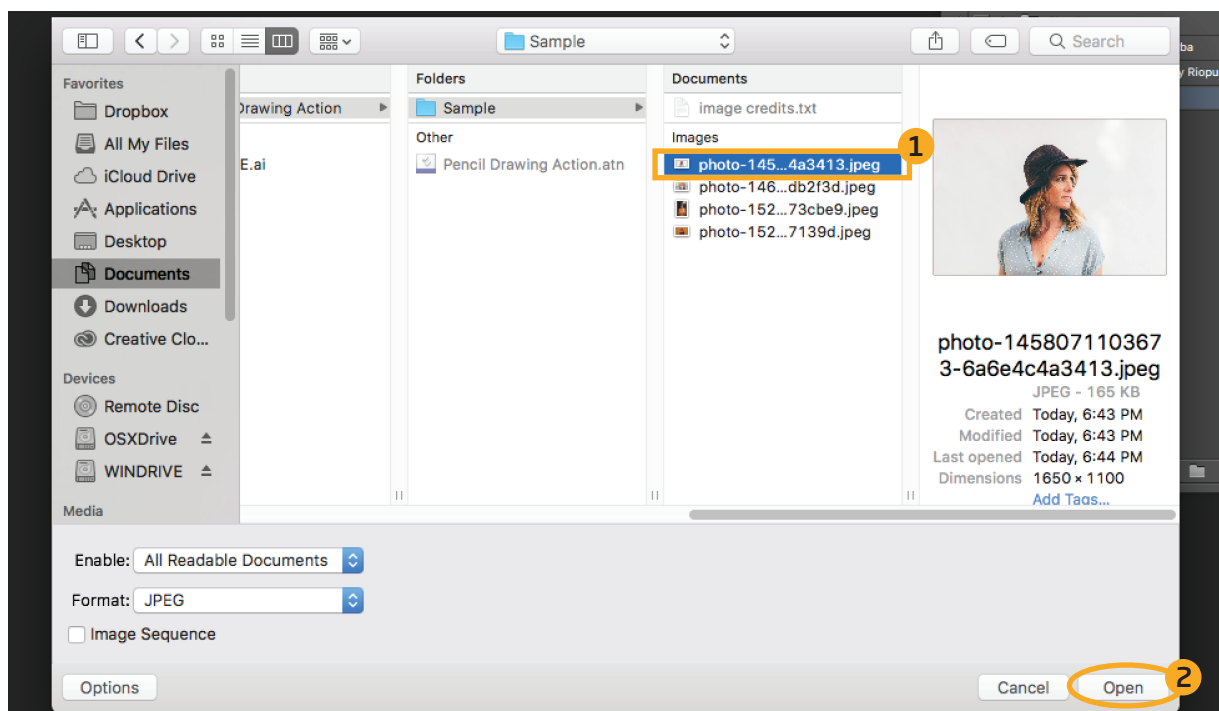 Sample
Search
ba
y Riopu
Favorites
Dropbox
All My Files
iCloud Drive
Applications
Desktop
Documents
Downloads
Creative Clo...
Devices
Remote Disc
OSXDrive
WINDRIVE
Media
Drawing Action
E.ai
Folders
Sample
Other
Pencil Drawing Action.atn
Documents
image credits.txt
Images
1
photo-145...4a3413.jpeg
photo-146...db2f3d.jpeg
photo-152...73cbe9.jpeg
photo-152...7139d.jpeg
photo-145807110367
3-6a6e4c4a3413.jpeg
JPEG - 165 KB
Created Today, 6:43 PM
Modified Today, 6:43 PM
Last opened Today, 6:44 PM
Dimensions 1650 × 1100
Add Tags...
Enable: All Readable Documents
Format: JPEG
Image Sequence
Options
Cancel
Open
2